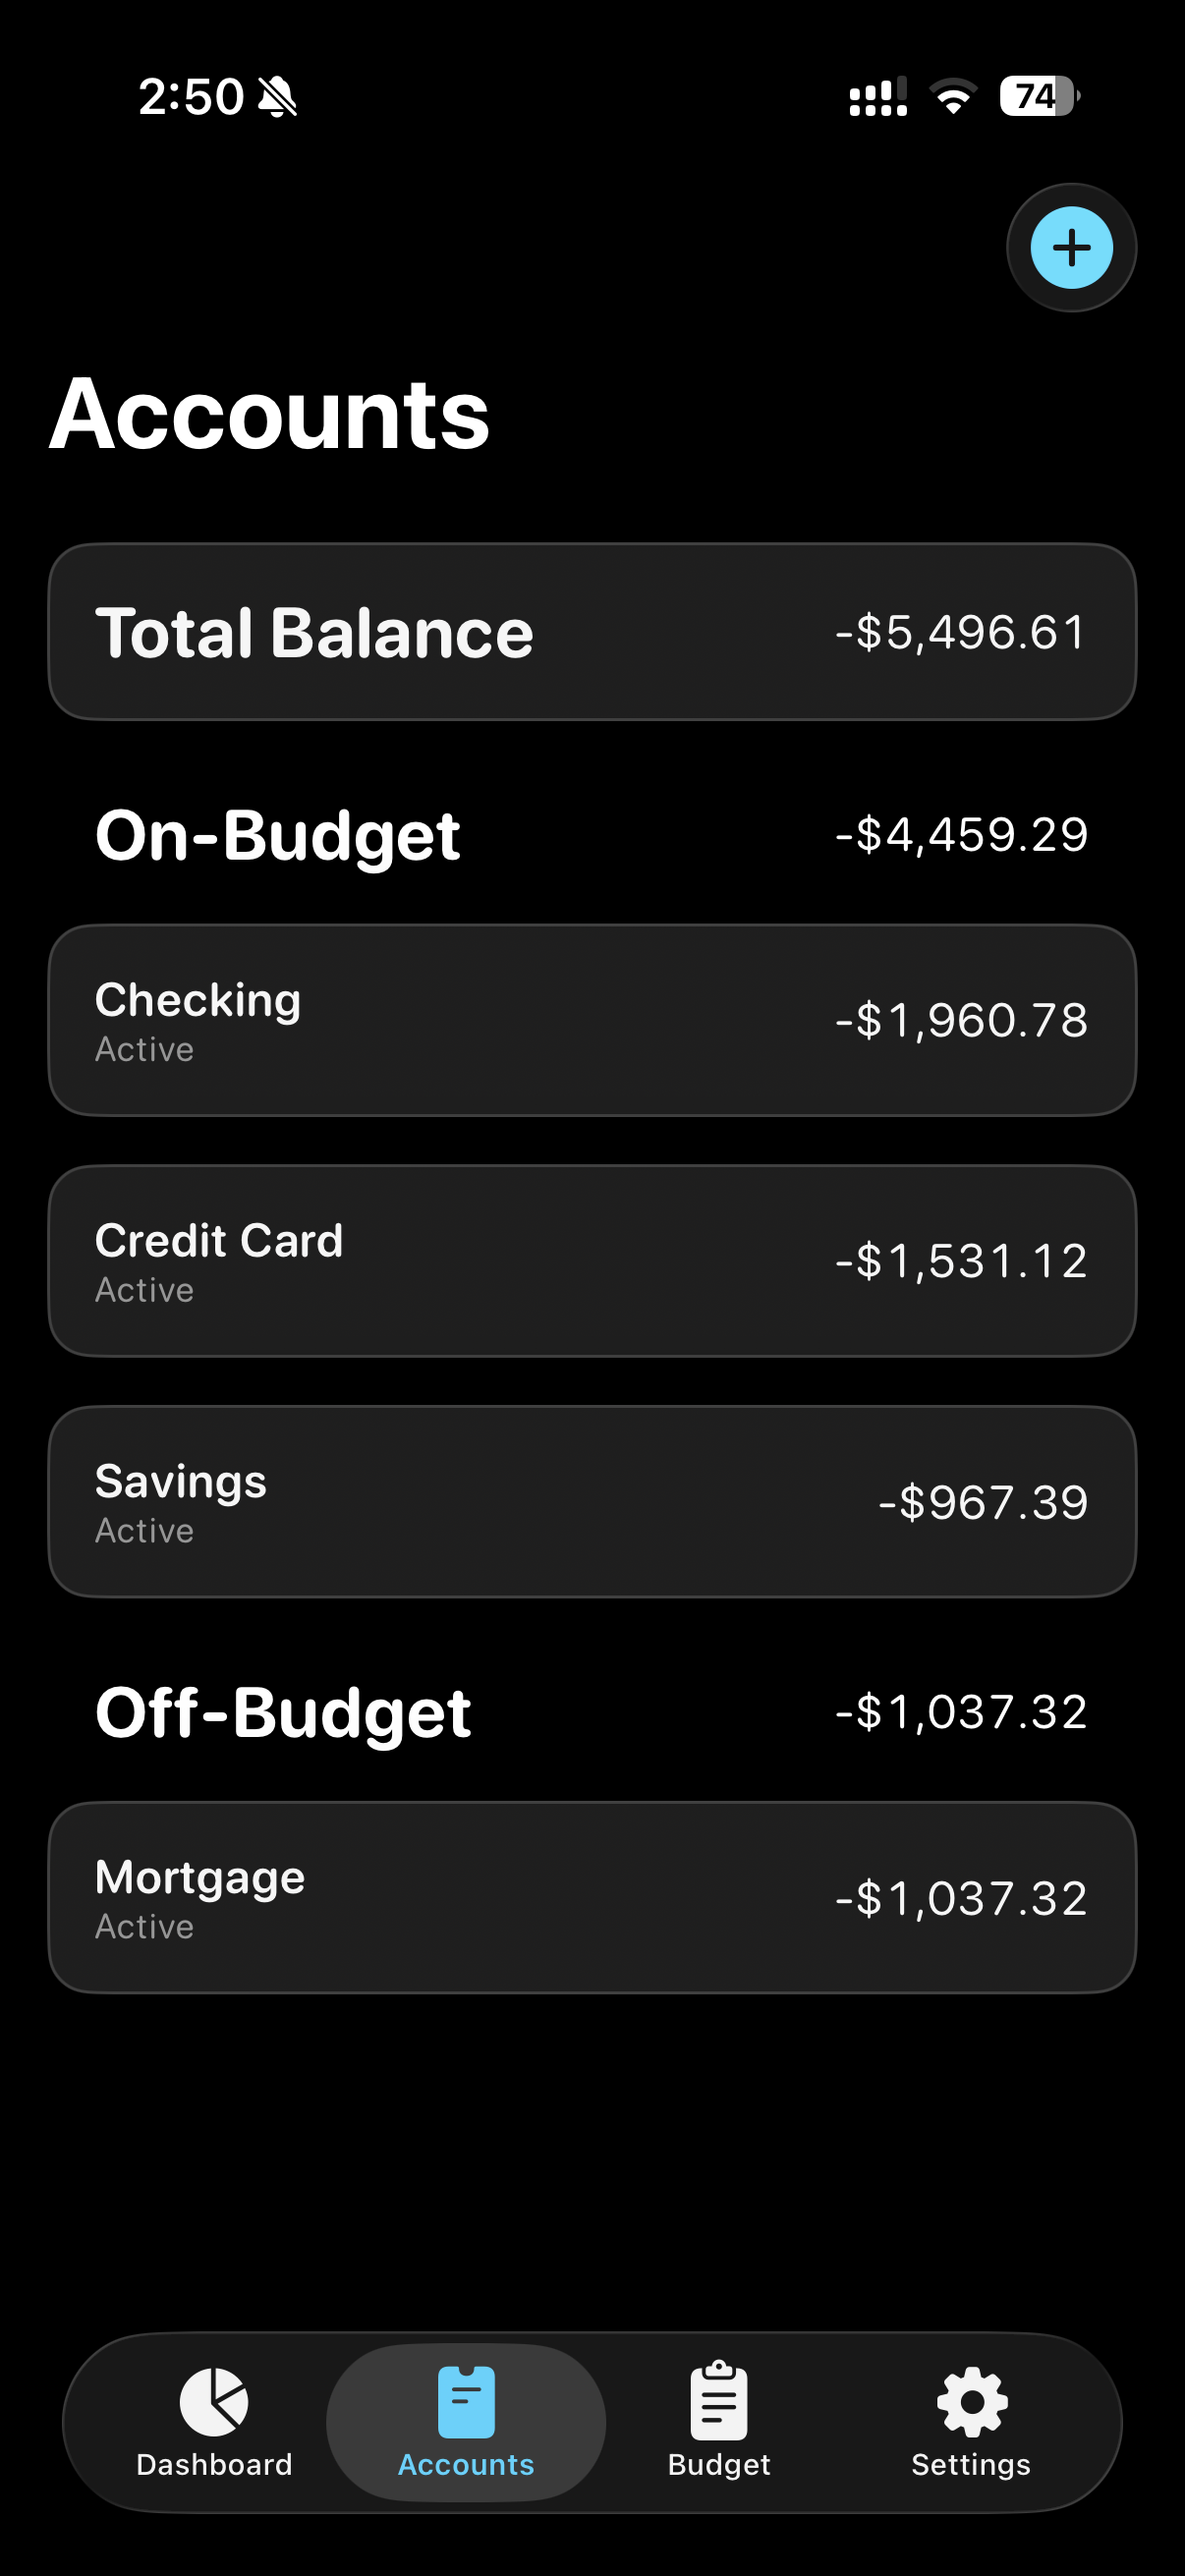 2:50
74
Accounts
Total Balance -$5,496.61
On-Budget -$4,459.29
Checking
Active
-$1,960.78
Credit Card
Active
-$1,531.12
Savings
Active
-$967.39
Off-Budget -$1,037.32
Mortgage
Active
-$1,037.32
Dashboard Accounts Budget Settings